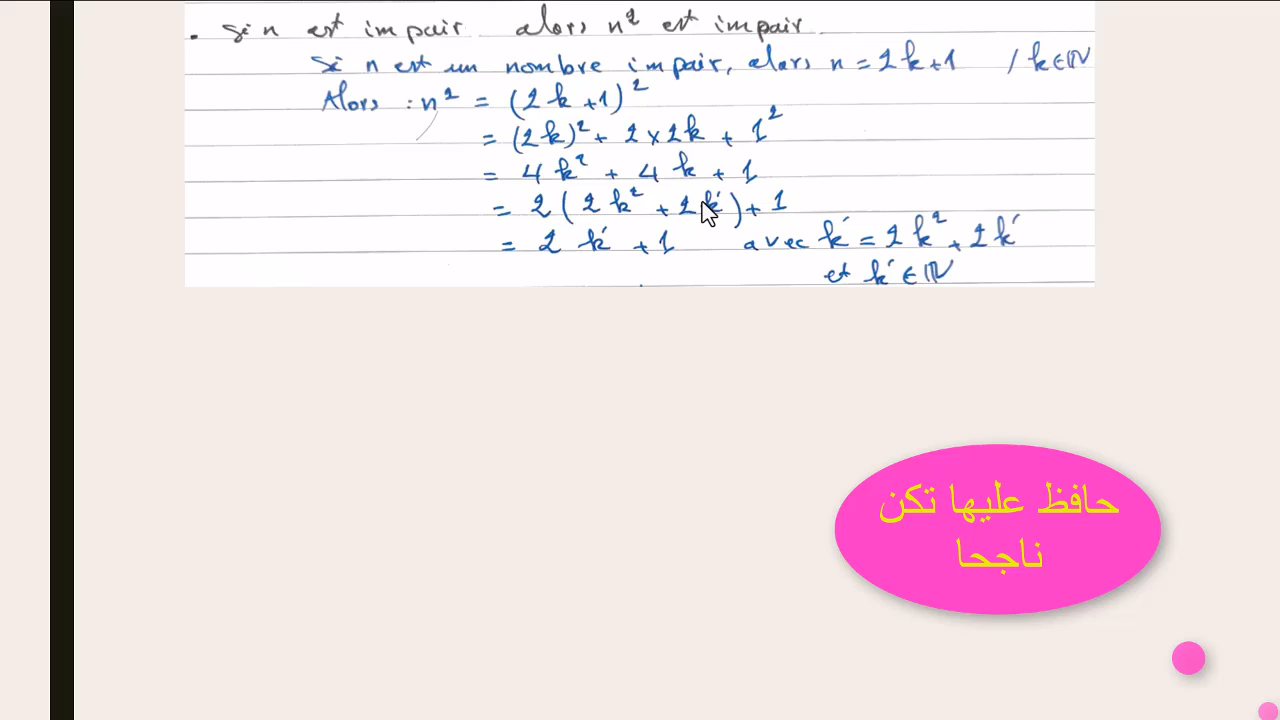 . Si n est impair alors n² est impair
Si n est un nombre impair, alors n = 2k+1 / k∈ℕ
Alors : n² = (2k+1)²
= (2k)² + 2×2k + 1²
= 4k² + 4k + 1
= 2(2k² + 2k') + 1
= 2k' + 1 avec k' = 2k² + 2k'
et k' ∈ ℕ
حافظ عليها تكن
ناجحا